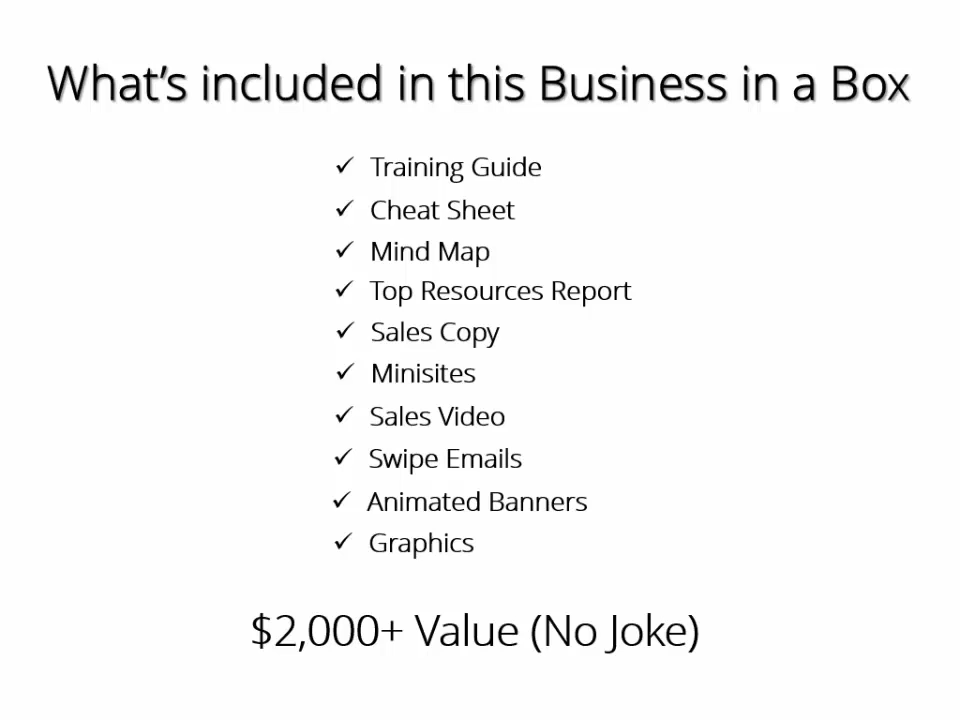 What's included in this Business in a Box
✓ Training Guide
✓ Cheat Sheet
✓ Mind Map
✓ Top Resources Report
✓ Sales Copy
✓ Minisites
✓ Sales Video
✓ Swipe Emails
✓ Animated Banners
✓ Graphics
$2,000+ Value (No Joke)